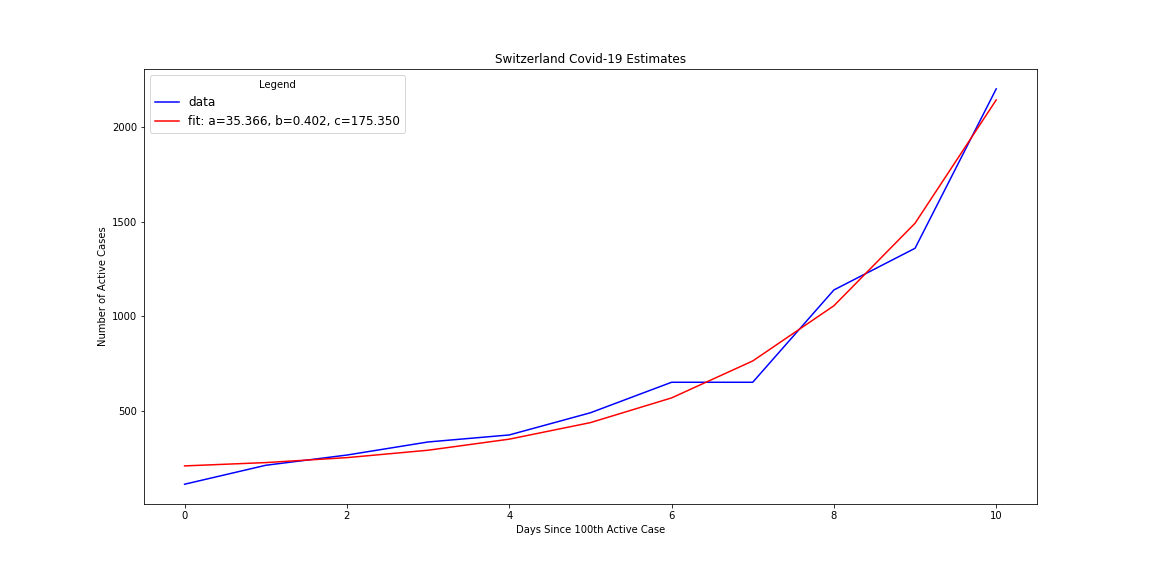 Switzerland Covid-19 Estimates
Legend
data
fit: a=35.366, b=0.402, c=175.350
Number of Active Cases
2000
1500
1000
500
0 2 4 6 8 10
Days Since 100th Active Case